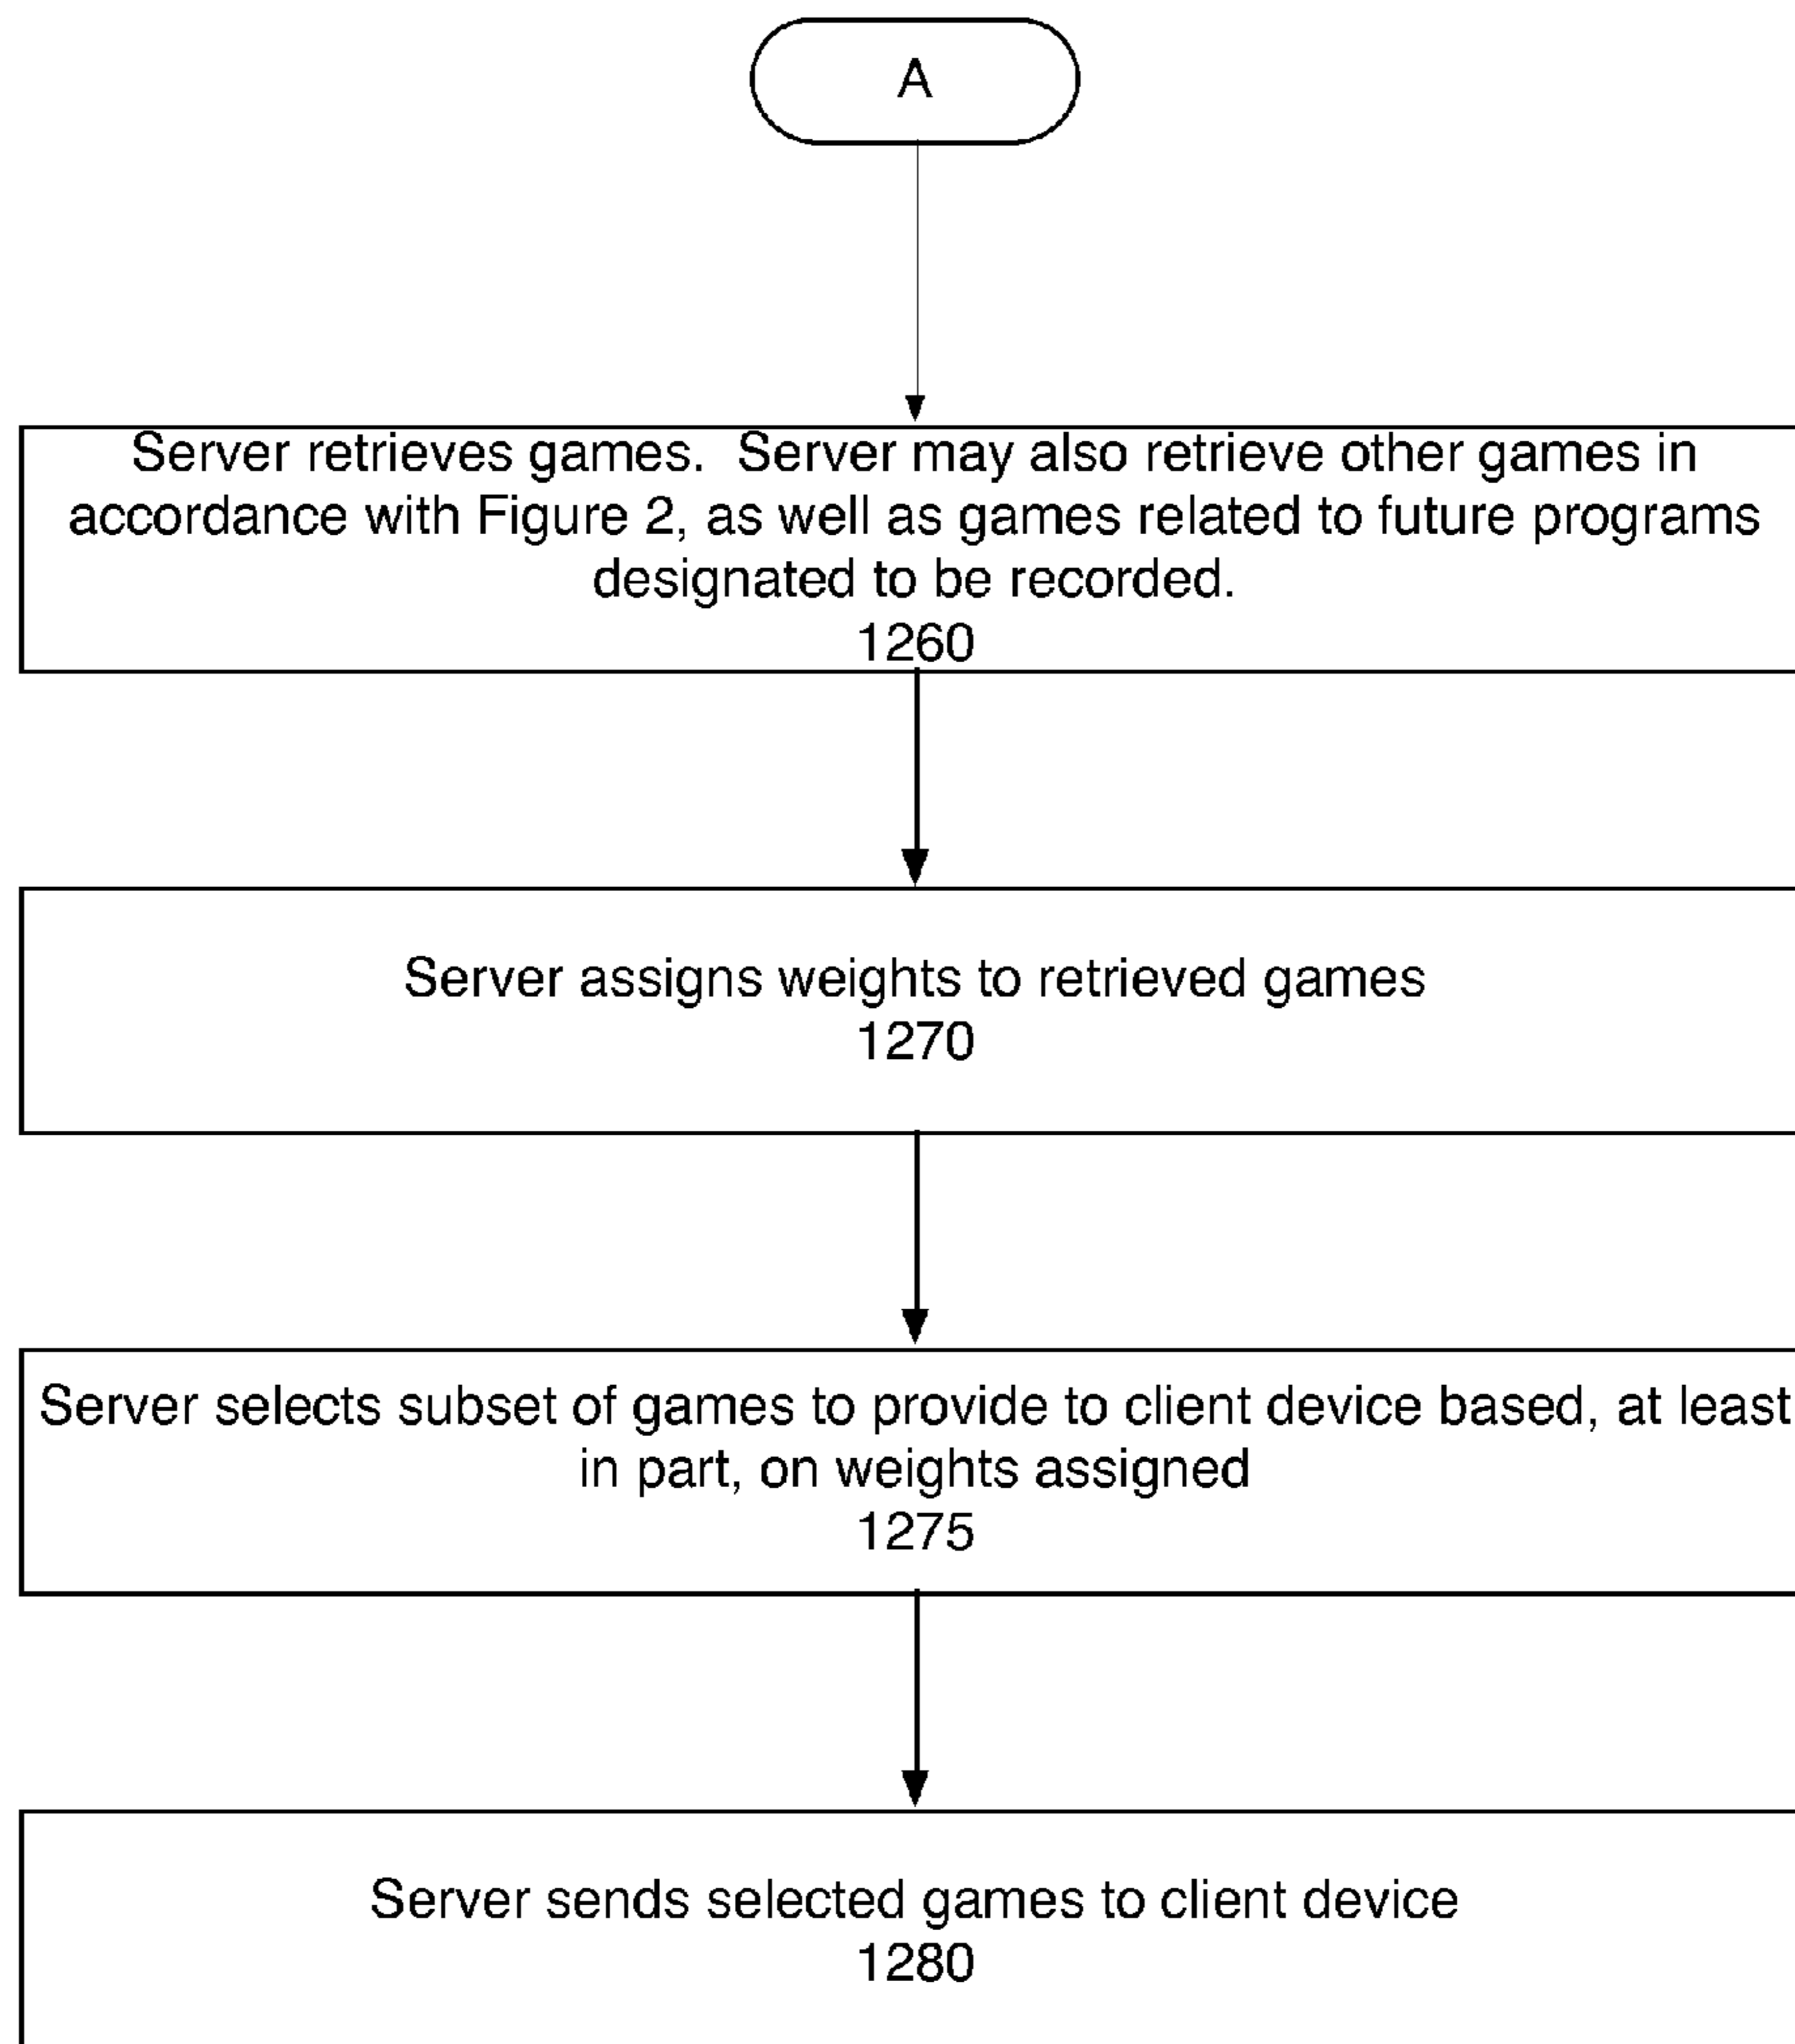 A
Server retrieves games.  Server may also retrieve other games in
accordance with Figure 2, as well as games related to future programs
designated to be recorded.
1260
Server assigns weights to retrieved games
1270
Server selects subset of games to provide to client device based, at least
in part, on weights assigned
1275
Server sends selected games to client device
1280